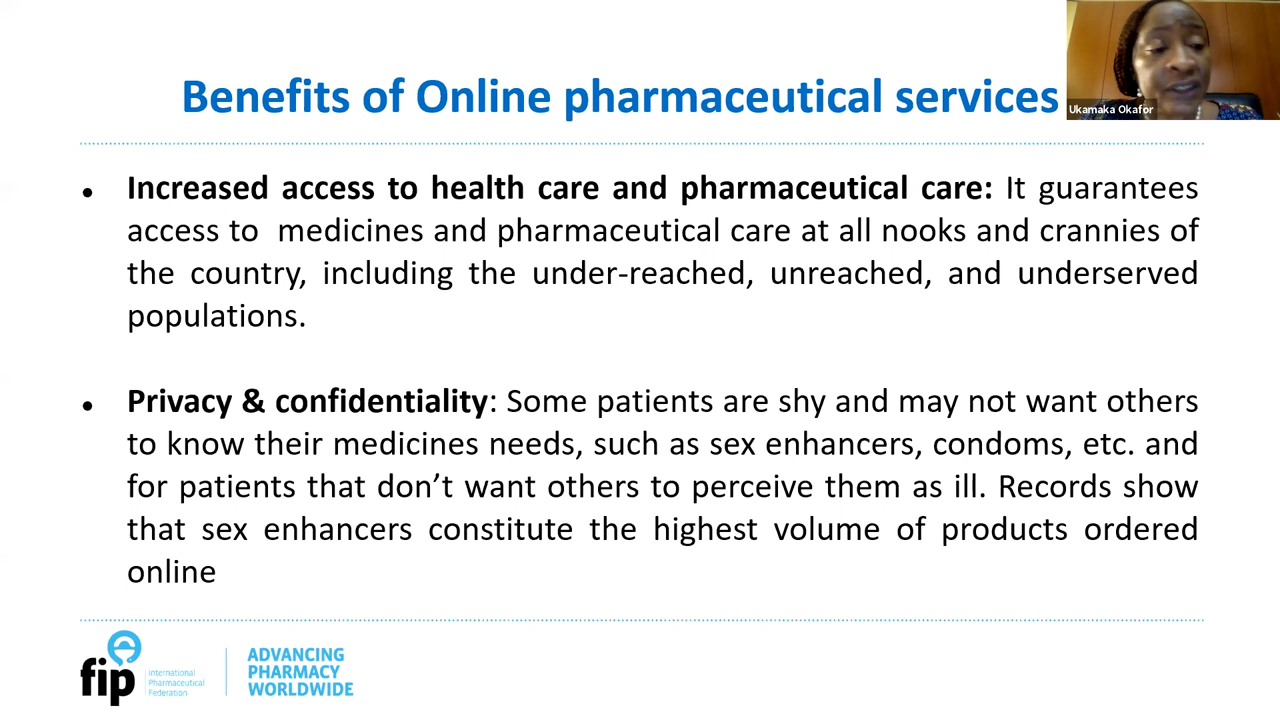 Benefits of Online pharmaceutical services
Ukamaka Okafor
• Increased access to health care and pharmaceutical care: It guarantees
access to medicines and pharmaceutical care at all nooks and crannies of
the country, including the under-reached, unreached, and underserved
populations.
• Privacy & confidentiality: Some patients are shy and may not want others
to know their medicines needs, such as sex enhancers, condoms, etc. and
for patients that don’t want others to perceive them as ill. Records show
that sex enhancers constitute the highest volume of products ordered
online
fip
International
Pharmaceutical
Federation
ADVANCING
PHARMACY
WORLDWIDE